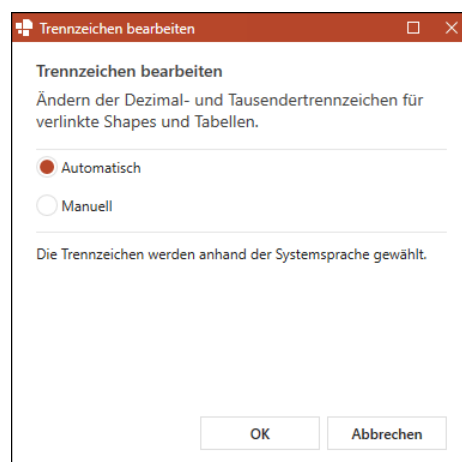 Trennzeichen bearbeiten
Trennzeichen bearbeiten
Ändern der Dezimal- und Tausendertrennzeichen für
verlinkte Shapes und Tabellen.
Automatisch
Manuell
Die Trennzeichen werden anhand der Systemsprache gewählt.
OK
Abbrechen